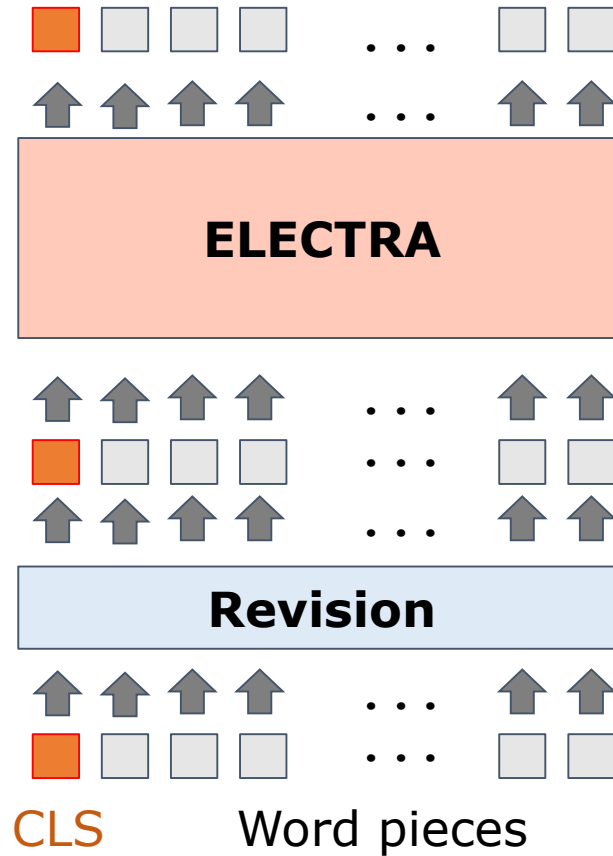 . . .
. . .
ELECTRA
. . .
. . .
. . .
Revision
. . .
. . .
CLS Word pieces